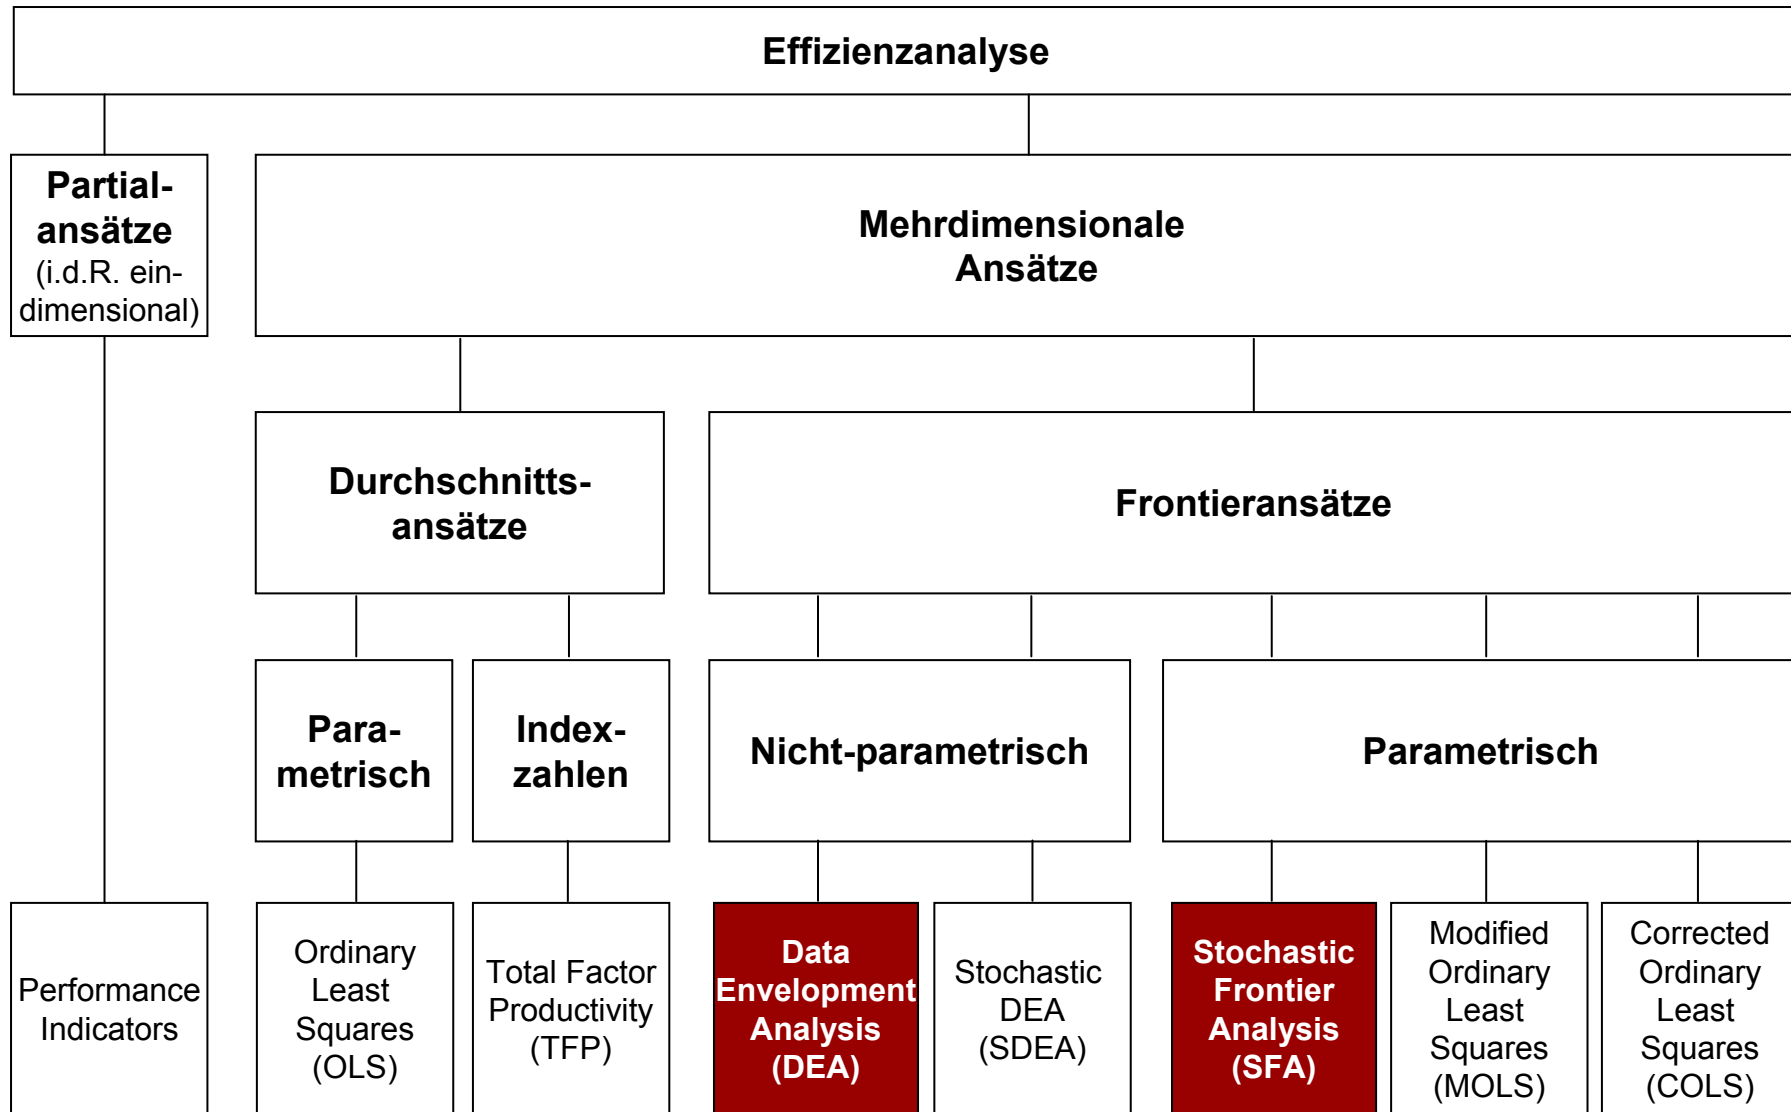 Effizienzanalyse
Partial-
ansätze
(i.d.R. ein-
dimensional)
Mehrdimensionale
Ansätze
Durchschnitts-
ansätze
Frontieransätze
Para-
metrisch
Index-
zahlen
Nicht-parametrisch
Parametrisch
Performance
Indicators
Ordinary
Least
Squares
(OLS)
Total Factor
Productivity
(TFP)
Data
Envelopment
Analysis
(DEA)
Stochastic
DEA
(SDEA)
Stochastic
Frontier
Analysis
(SFA)
Modified
Ordinary
Least
Squares
(MOLS)
Corrected
Ordinary
Least
Squares
(COLS)